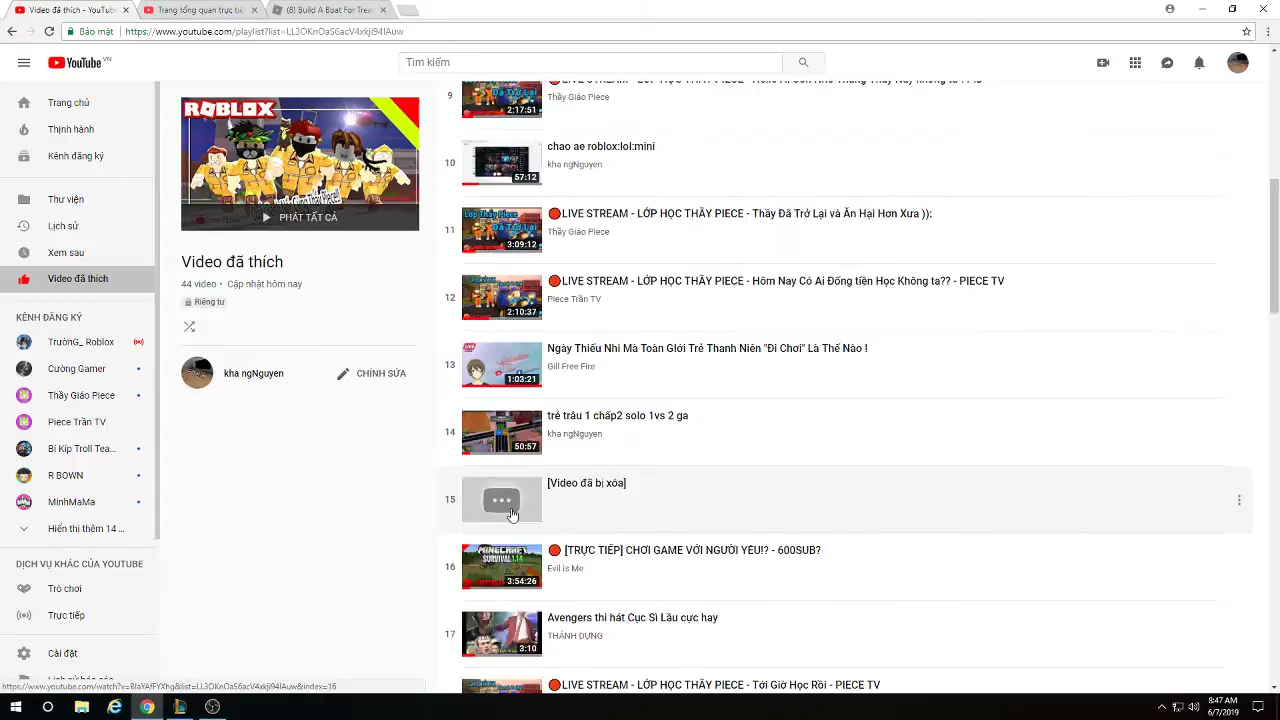 Video đã thích - YouTube
Trang tổng quan trực tiế
[8] Build A Boat For Trea
Bảo mật
https://www.youtube.com/playlist?list=LL3OKnOaS6acV4xkji94IAuw
YouTube VN
Tìm kiếm
Trang chủ
Thịnh hành
Kênh đăng ký
Thư viện
Lịch sử
Xem sau
Video đã thích
KÊNH ĐĂNG KÝ
TrườnG_ Roblox
Cường Gamer
Thầy Giáo Piece
Piece Trần TV
Bí Kíp Trot Tea...
R BOWN
MinhMaMa
Hiển thị thêm 14 ...
DỊCH VỤ KHÁC CỦA YOUTUBE
Trò chơi
Trực tiếp
Cài đặt
ROBLOX
PHÁT TẤT CẢ
Video đã thích
44 video • Cập nhật hôm nay
Riêng tư
kha ngNguyen
CHỈNH SỬA
9
2:17:51
Thầy Giáo Piece
10
57:12
chao ae roblox:lol:mini
kha ngNguyen
11
3:09:12
🔴LIVE STREAM - LỚP HỌC THẦY PIECE - Thầy Đã Trở Lại và Ăn Hại Hơn Xưa )):
Thầy Giáo Piece
12
2:10:37
🔴LIVE STREAM - LỚP HỌC THẦY PIECE - Hôm Nay Có Ai Đống tiền Học Không ta?? - PIECE TV
Piece Trần TV
13
1:03:21
Ngày Thiếu Nhi Mà Toàn GIới Trẻ Thanh Niên "Đi Chơi" Là Thế Nào !
Gill Free Fire
14
50:57
trẻ trâu 1 chấp2 solo 1vs 2 ga
kha ngNguyen
15
[Video đã bị xóa]
16
MINECRAFT
SURVIVAL 1.14
3:54:26
🔴 [TRỰC TIẾP] CHƠI GAME VỚI NGƯỜI YÊU!? - 600SUB?
Evil is Me
17
3:10
Avengers thi hát Cục Sì Lầu cực hay
THÁNH DỰNG
🔴LIVE STREAM - LỚP HỌC THẦY PIECE - Tới Giờ Học Rồi - PIECE TV
8:47 AM
6/7/2019